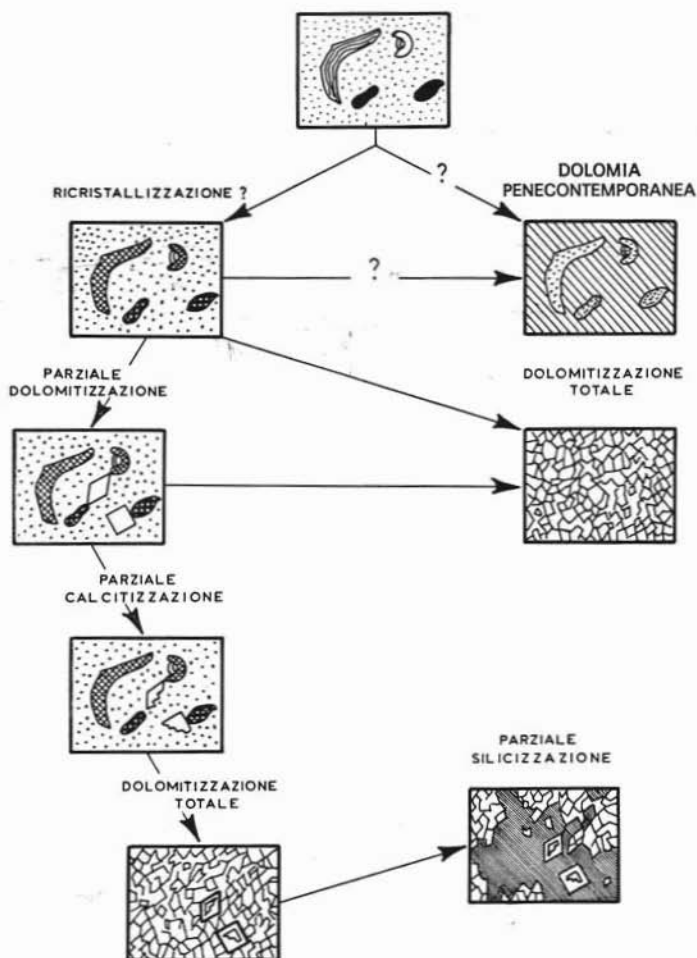 ?
DOLOMIA
PENECONTEMPORANEA
RICRISTALLIZZAZIONE ?
?
PARZIALE
DOLOMITIZZAZIONE
DOLOMITIZZAZIONE
TOTALE
PARZIALE
CALCITIZZAZIONE
DOLOMITIZZAZIONE
TOTALE
PARZIALE
SILICIZZAZIONE